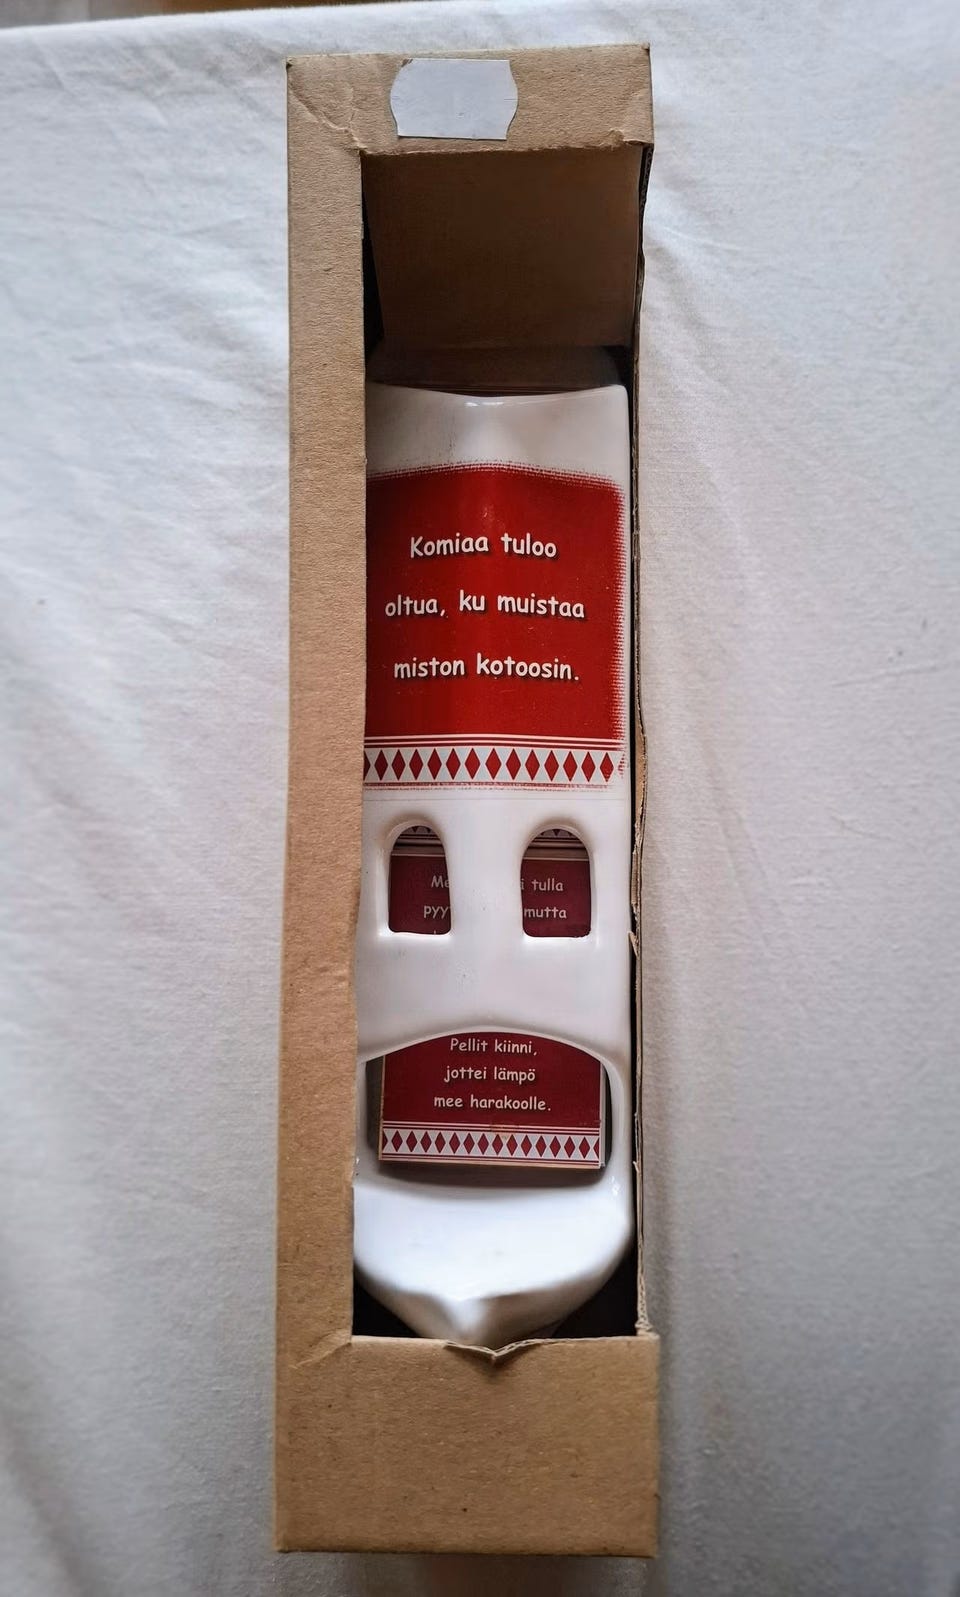 Komiaa tuloo
oltua, ku muistaa
miston kotoosin.
tulla
mutta
Pellit kiinni,
jottei lämpö
mee harakoolle.